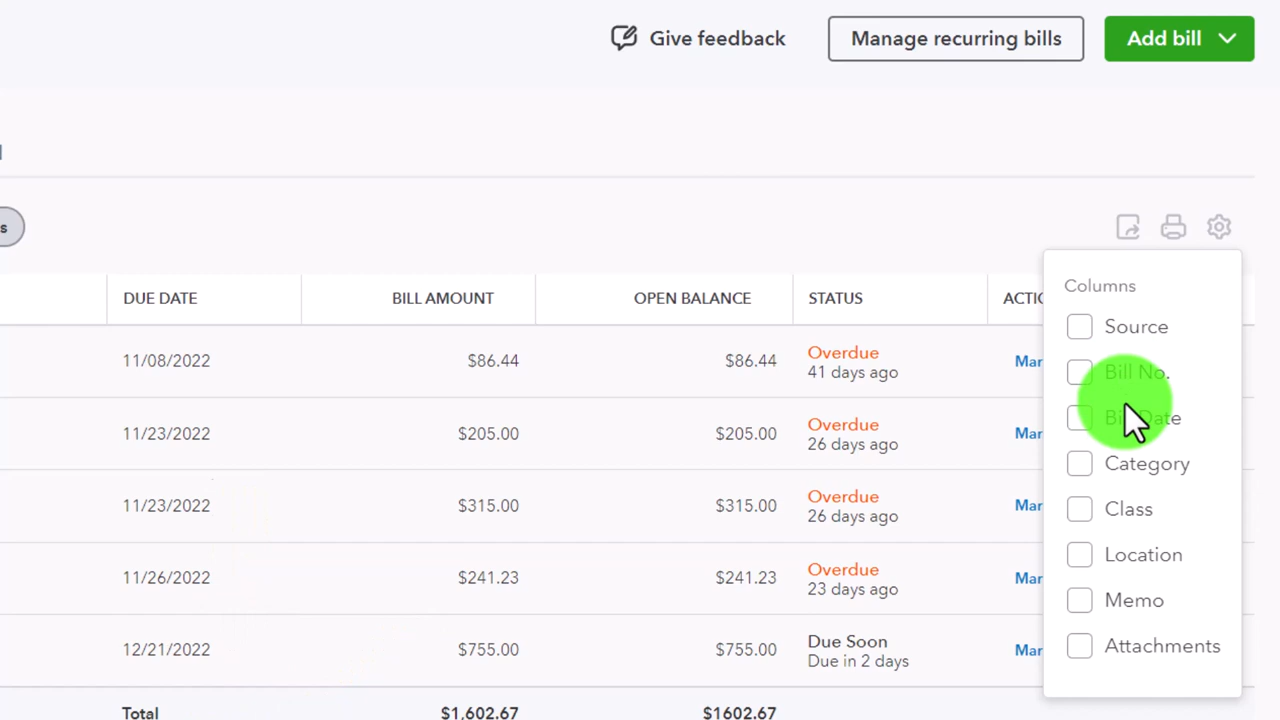 Give feedback
Manage recurring bills
Add bill
s
DUE DATE BILL AMOUNT OPEN BALANCE STATUS
Columns
Source
11/08/2022 $86.44 $86.44 Overdue
41 days ago
Bill No.
11/23/2022 $205.00 $205.00 Overdue
26 days ago
Category
11/23/2022 $315.00 $315.00 Overdue
26 days ago
Class
Location
11/26/2022 $241.23 $241.23 Overdue
23 days ago
Memo
12/21/2022 $755.00 $755.00 Due Soon
Due in 2 days
Attachments
Total $1,602.67 $1602.67